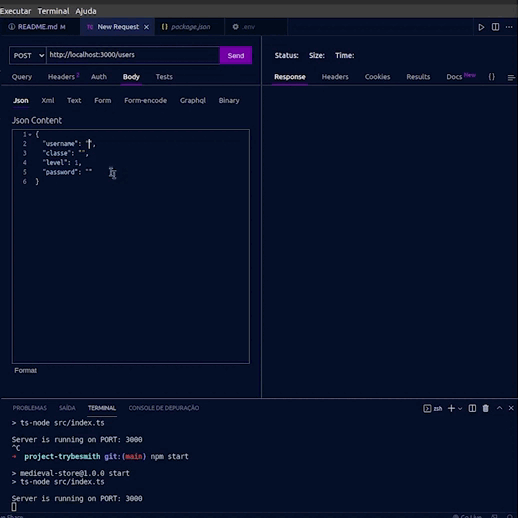 Executar Terminal Ajuda
README.md M New Request package.json .env
POST http://localhost:3000/users Send Status: Size: Time:
Query Headers 2 Auth Body Tests Response Headers Cookies Results Docs New {}
Json Xml Text Form Form-encode Graphql Binary
Json Content
1 {
2 "username": "",
3 "classe": "",
4 "level": 1,
5 "password": ""
6 }
Format
PROBLEMAS SAÍDA TERMINAL CONSOLE DE DEPURAÇÃO zsh
> ts-node src/index.ts
Server is running on PORT: 3000
^C
→ project-trybesmith git:(main) npm start
> medieval-store@1.0.0 start
> ts-node src/index.ts
Server is running on PORT: 3000